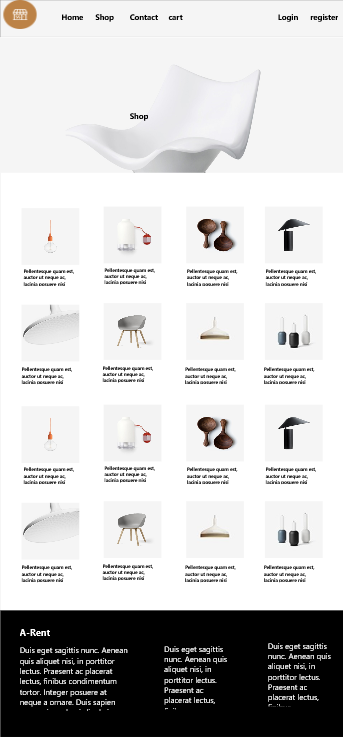 Home Shop Contact cart Login register
Shop
Pellentesque quam est,
auctor ut neque ac,
lacinia posuere nisi
Pellentesque quam est,
auctor ut neque ac,
lacinia posuere nisi
Pellentesque quam est,
auctor ut neque ac,
lacinia posuere nisi
Pellentesque quam est,
auctor ut neque ac,
lacinia posuere nisi
Pellentesque quam est,
auctor ut neque ac,
lacinia posuere nisi
Pellentesque quam est,
auctor ut neque ac,
lacinia posuere nisi
Pellentesque quam est,
auctor ut neque ac,
lacinia posuere nisi
Pellentesque quam est,
auctor ut neque ac,
lacinia posuere nisi
Pellentesque quam est,
auctor ut neque ac,
lacinia posuere nisi
Pellentesque quam est,
auctor ut neque ac,
lacinia posuere nisi
Pellentesque quam est,
auctor ut neque ac,
lacinia posuere nisi
Pellentesque quam est,
auctor ut neque ac,
lacinia posuere nisi
Pellentesque quam est,
auctor ut neque ac,
lacinia posuere nisi
Pellentesque quam est,
auctor ut neque ac,
lacinia posuere nisi
Pellentesque quam est,
auctor ut neque ac,
lacinia posuere nisi
Pellentesque quam est,
auctor ut neque ac,
lacinia posuere nisi
A-Rent
Duis eget sagittis nunc. Aenean
quis aliquet nisi, in porttitor
lectus. Praesent ac placerat
lectus, finibus condimentum
tortor. Integer posuere at
neque a ornare. Duis sapien
Duis eget sagittis
nunc. Aenean quis
aliquet nisi, in
porttitor lectus.
Praesent ac
placerat lectus,
Duis eget sagittis
nunc. Aenean quis
aliquet nisi, in
porttitor lectus.
Praesent ac
placerat lectus,